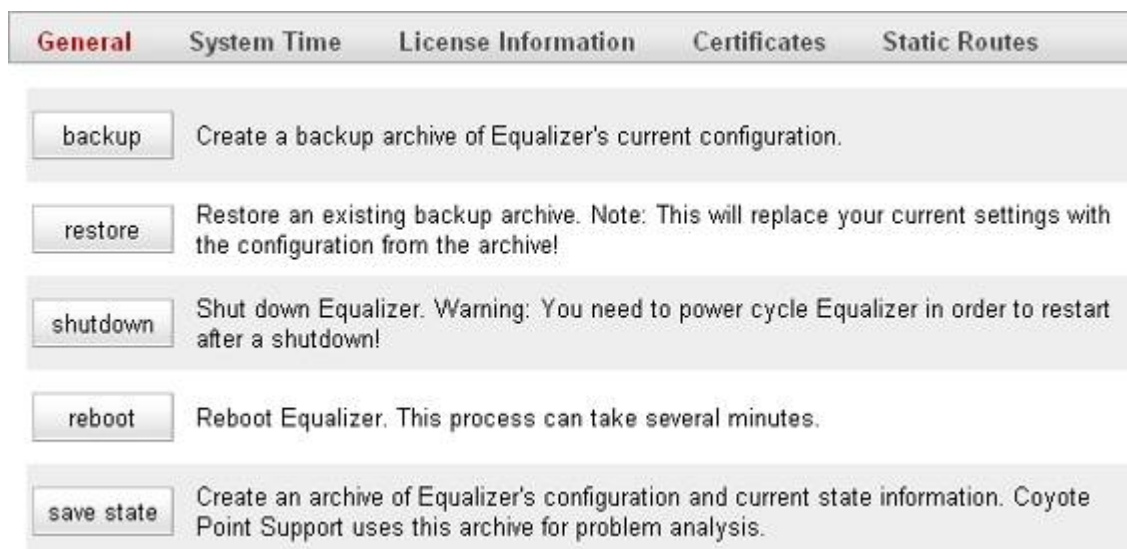 General System Time License Information Certificates Static Routes
backup Create a backup archive of Equalizer's current configuration.
restore Restore an existing backup archive. Note: This will replace your current settings with
the configuration from the archive!
shutdown Shut down Equalizer. Warning: You need to power cycle Equalizer in order to restart
after a shutdown!
reboot Reboot Equalizer. This process can take several minutes.
save state Create an archive of Equalizer's configuration and current state information. Coyote
Point Support uses this archive for problem analysis.